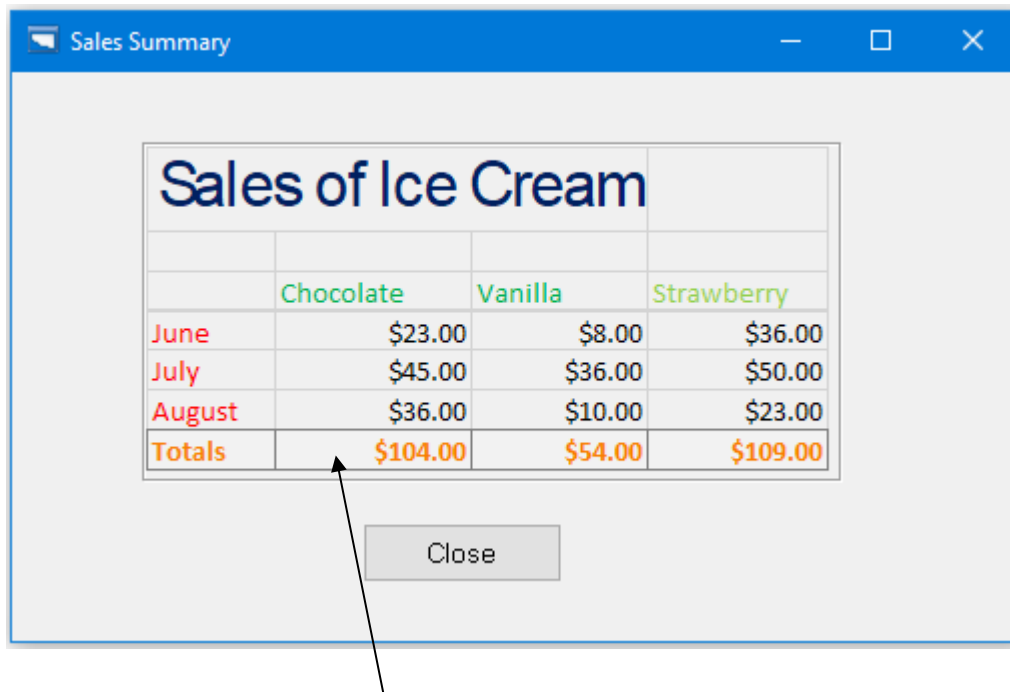 Sales Summary
Sales of Ice Cream
Chocolate Vanilla Strawberry
June $23.00 $8.00 $36.00
July $45.00 $36.00 $50.00
August $36.00 $10.00 $23.00
Totals $104.00 $54.00 $109.00
Close